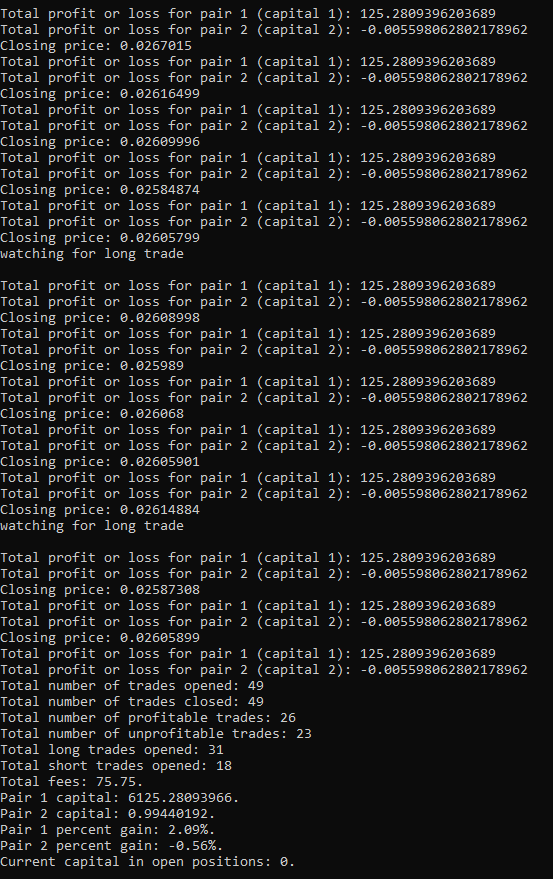 Total profit or loss for pair 1 (capital 1): 125.2809396203689
Total profit or loss for pair 2 (capital 2): -0.005598062802178962
Closing price: 0.0267015
Total profit or loss for pair 1 (capital 1): 125.2809396203689
Total profit or loss for pair 2 (capital 2): -0.005598062802178962
Closing price: 0.02616499
Total profit or loss for pair 1 (capital 1): 125.2809396203689
Total profit or loss for pair 2 (capital 2): -0.005598062802178962
Closing price: 0.02609996
Total profit or loss for pair 1 (capital 1): 125.2809396203689
Total profit or loss for pair 2 (capital 2): -0.005598062802178962
Closing price: 0.02584874
Total profit or loss for pair 1 (capital 1): 125.2809396203689
Total profit or loss for pair 2 (capital 2): -0.005598062802178962
Closing price: 0.02605799
watching for long trade

Total profit or loss for pair 1 (capital 1): 125.2809396203689
Total profit or loss for pair 2 (capital 2): -0.005598062802178962
Closing price: 0.02608998
Total profit or loss for pair 1 (capital 1): 125.2809396203689
Total profit or loss for pair 2 (capital 2): -0.005598062802178962
Closing price: 0.025989
Total profit or loss for pair 1 (capital 1): 125.2809396203689
Total profit or loss for pair 2 (capital 2): -0.005598062802178962
Closing price: 0.026068
Total profit or loss for pair 1 (capital 1): 125.2809396203689
Total profit or loss for pair 2 (capital 2): -0.005598062802178962
Closing price: 0.02605901
Total profit or loss for pair 1 (capital 1): 125.2809396203689
Total profit or loss for pair 2 (capital 2): -0.005598062802178962
Closing price: 0.02614884
watching for long trade

Total profit or loss for pair 1 (capital 1): 125.2809396203689
Total profit or loss for pair 2 (capital 2): -0.005598062802178962
Closing price: 0.02587308
Total profit or loss for pair 1 (capital 1): 125.2809396203689
Total profit or loss for pair 2 (capital 2): -0.005598062802178962
Closing price: 0.02605899
Total profit or loss for pair 1 (capital 1): 125.2809396203689
Total profit or loss for pair 2 (capital 2): -0.005598062802178962
Total number of trades opened: 49
Total number of trades closed: 49
Total number of profitable trades: 26
Total number of unprofitable trades: 23
Total long trades opened: 31
Total short trades opened: 18
Total fees: 75.75.
Pair 1 capital: 6125.28093966.
Pair 2 capital: 0.99440192.
Pair 1 percent gain: 2.09%.
Pair 2 percent gain: -0.56%.
Current capital in open positions: 0.